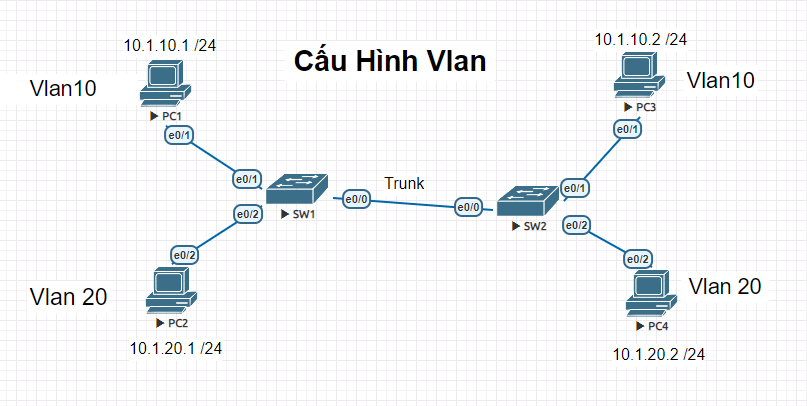 Cấu Hình Vlan
10.1.10.1 /24
Vlan10
PC1
e0/1
e0/1
SW1
e0/2
e0/2
Vlan 20
PC2
10.1.20.1 /24
e0/0
Trunk
e0/0
10.1.10.2 /24
Vlan10
PC3
e0/1
e0/1
SW2
e0/2
e0/2
Vlan 20
PC4
10.1.20.2 /24